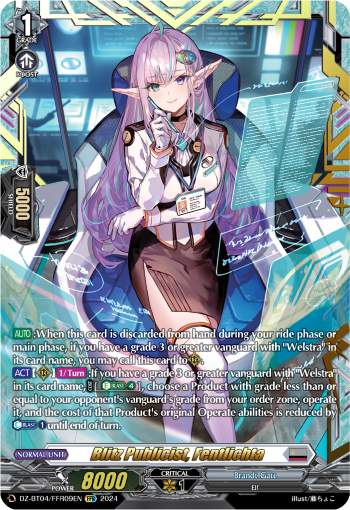 1
GRADE
BOOST
5000
SHIELD
AUTO :When this card is discarded from hand during your ride phase or
main phase, if you have a grade 3 or greater vanguard with "Welstra" in
its card name, you may call this card to R.
ACT R 1/Turn :If you have a grade 3 or greater vanguard with "Welstra"
in its card name, [E BLAST 4], choose a Product with grade less than or
equal to your opponent's vanguard's grade from your order zone, operate
it, and the cost of that Product's original Operate abilities is reduced by
C BLAST 1 until end of turn.
NORMAL UNIT
Blitz Publicist, Fentlichta
POWER
8000
CRITICAL
1
Brandt Gate
Elf
DZ-BT04/FFR09EN FFR 2024
illust/藤ちょこ